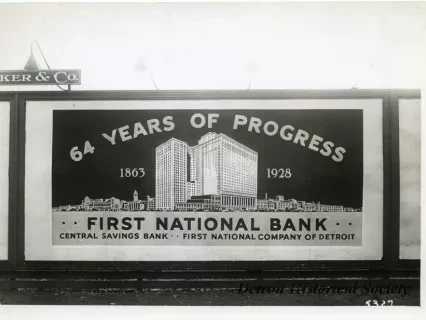 KER & CO.
64 YEARS OF PROGRESS
1863 1928
·· FIRST NATIONAL BANK ··
CENTRAL SAVINGS BANK ·· FIRST NATIONAL COMPANY OF DETROIT
Detroit Historical Society
5327